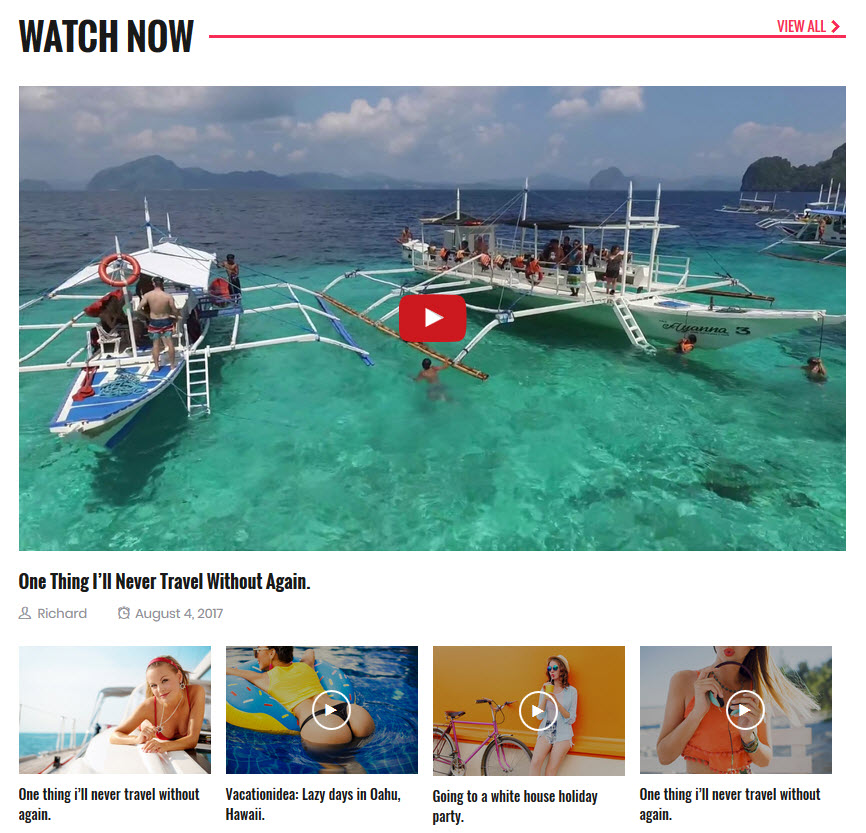 WATCH NOW
VIEW ALL
Ayanna 3
One Thing I'll Never Travel Without Again.
Richard
August 4, 2017
One thing i'll never travel without
again.
Vacationidea: Lazy days in Oahu,
Hawaii.
Going to a white house holiday
party.
One thing i'll never travel without
again.